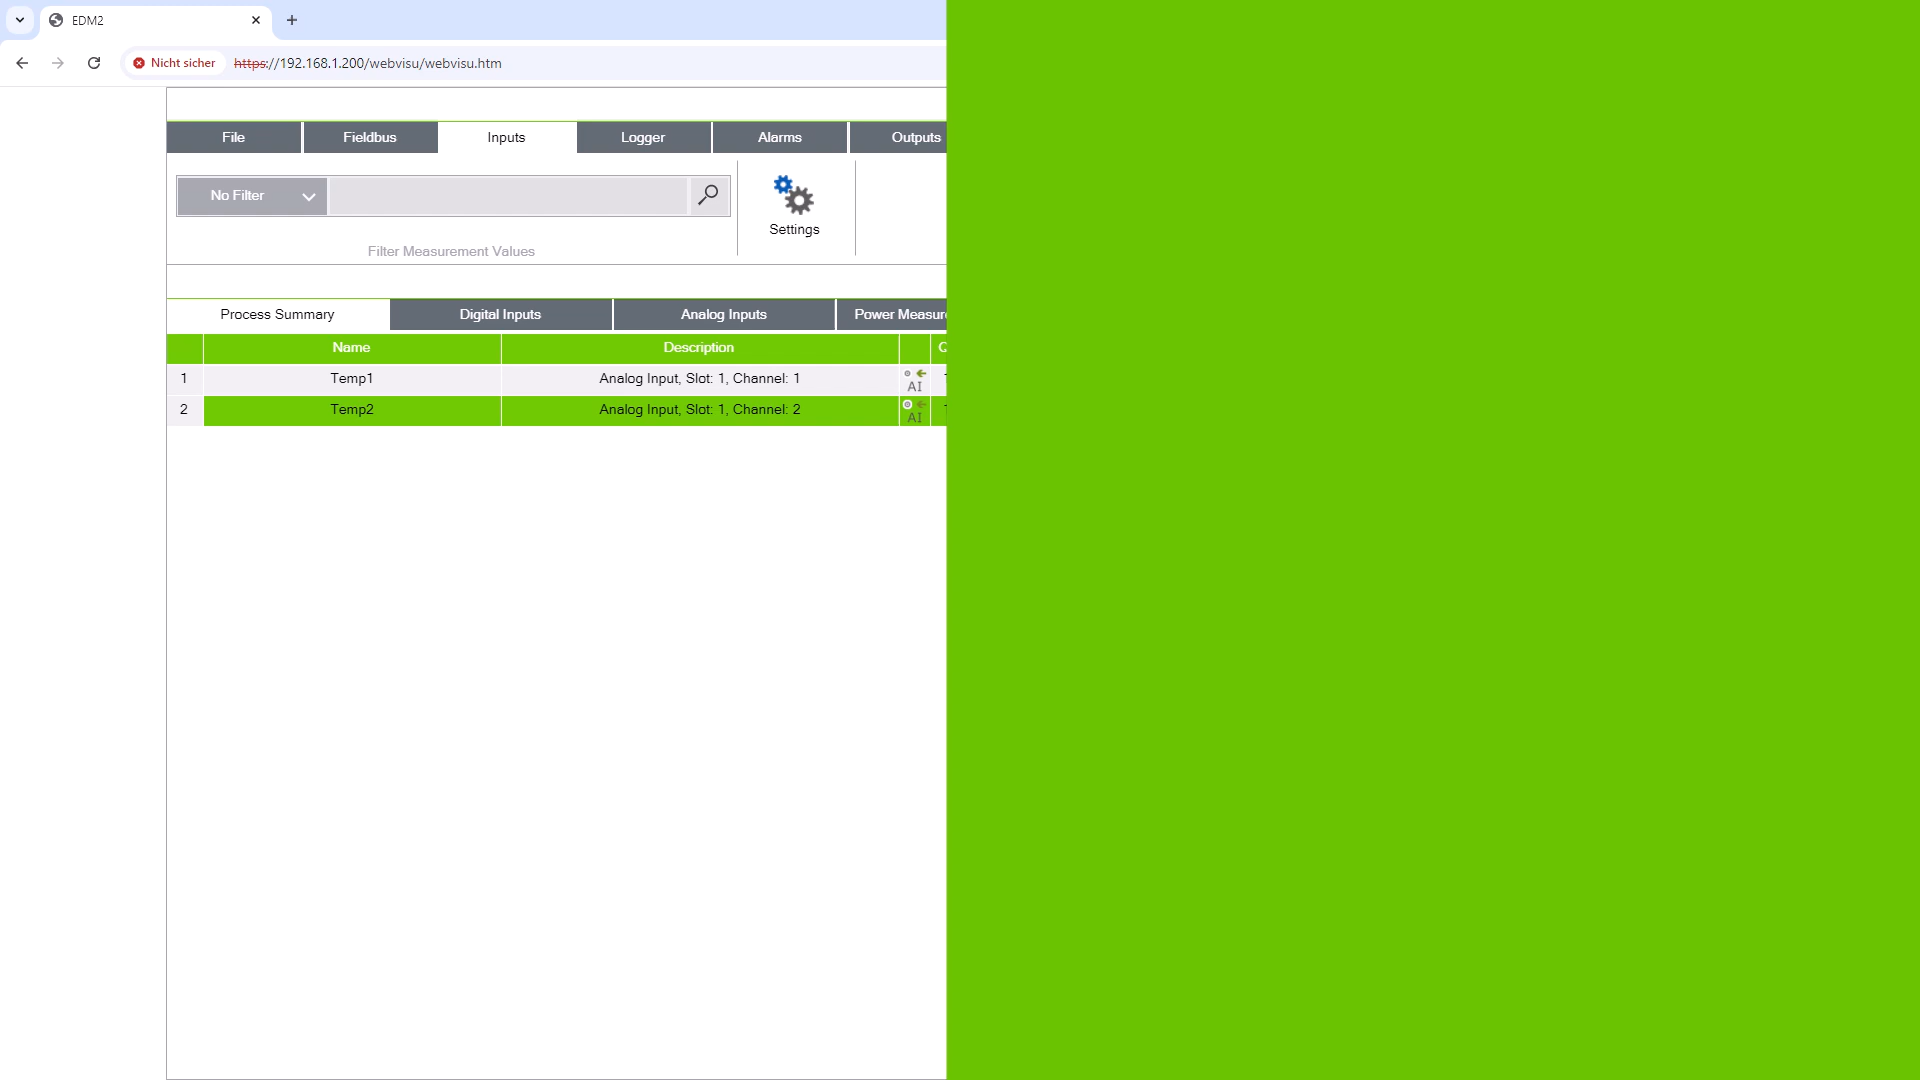 EDM2
Nicht sicher https://192.168.1.200/webvisu/webvisu.htm
File Fieldbus Inputs Logger Alarms Outputs
No Filter
Settings
Filter Measurement Values
Process Summary Digital Inputs Analog Inputs Power Measure
Name Description
1 Temp1 Analog Input, Slot: 1, Channel: 1 AI
2 Temp2 Analog Input, Slot: 1, Channel: 2 AI